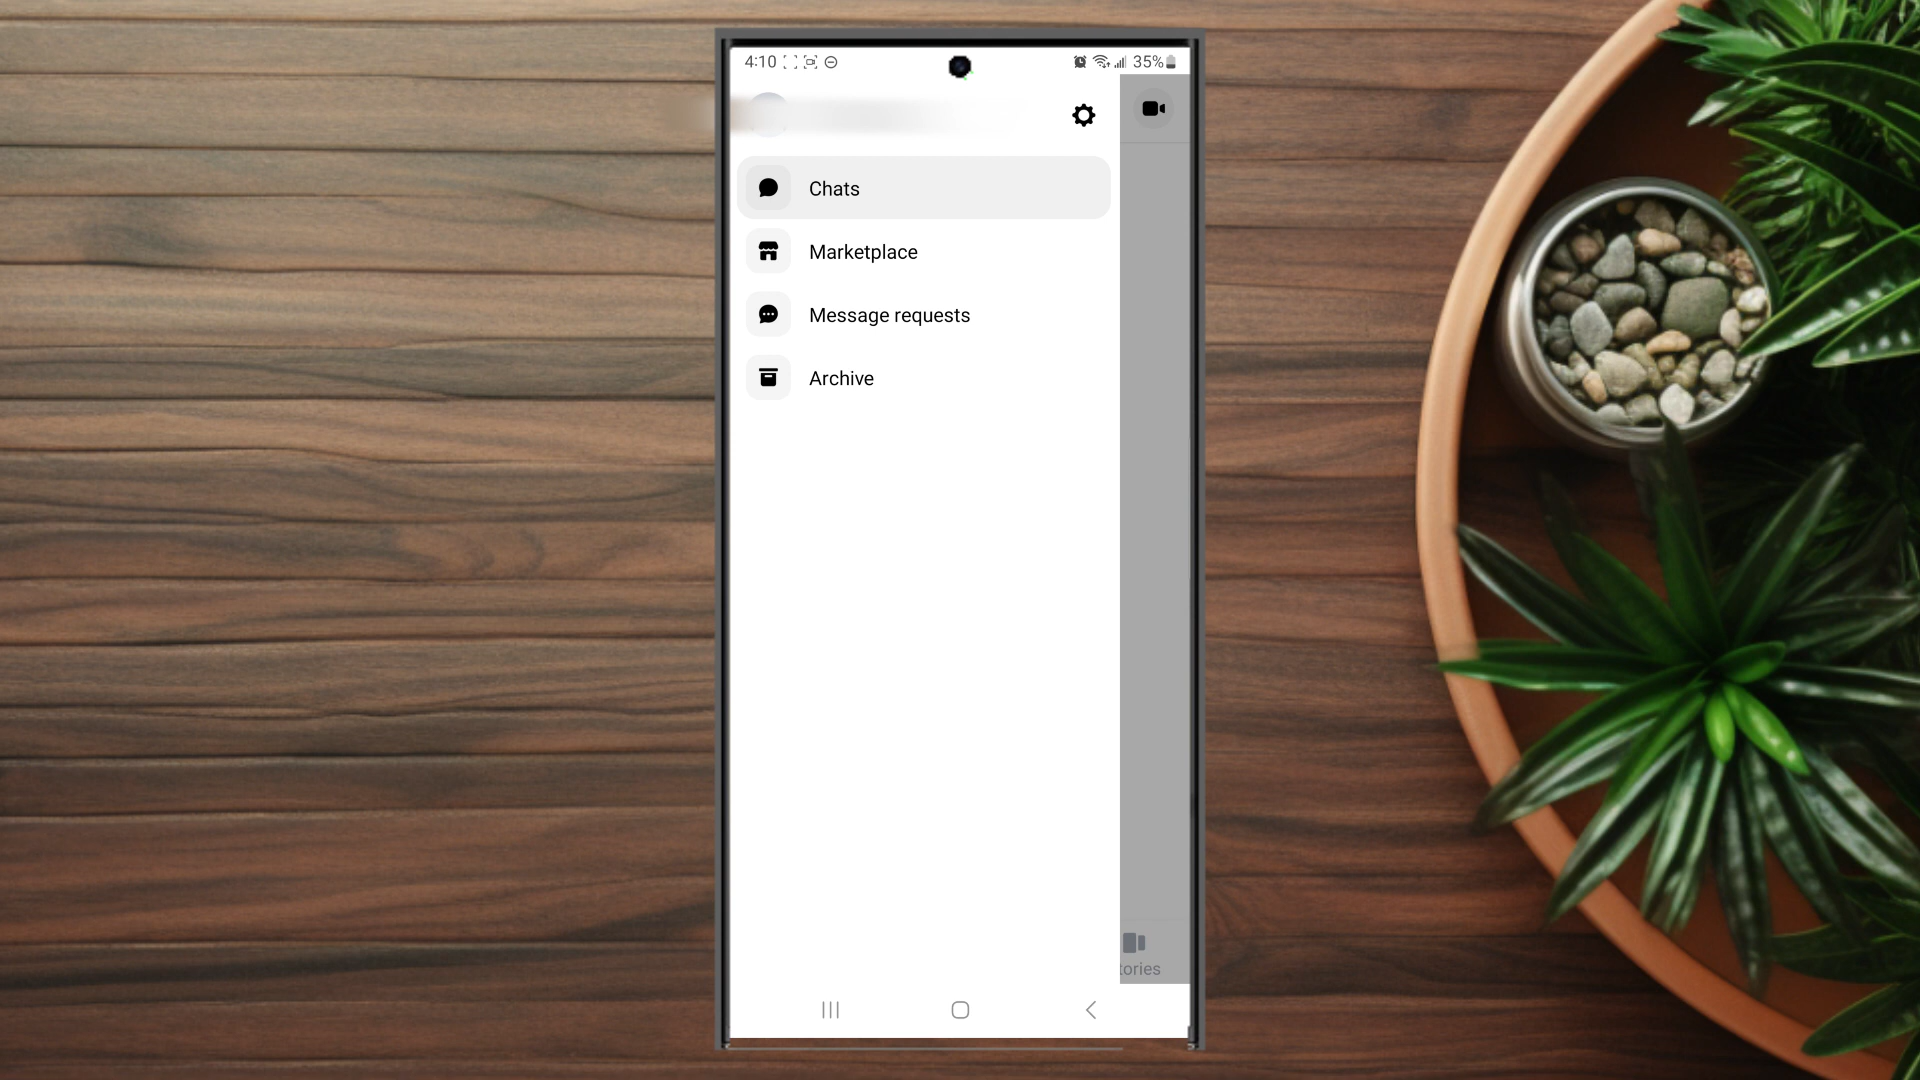 4:10 35%
Chats
Marketplace
Message requests
Archive
tories